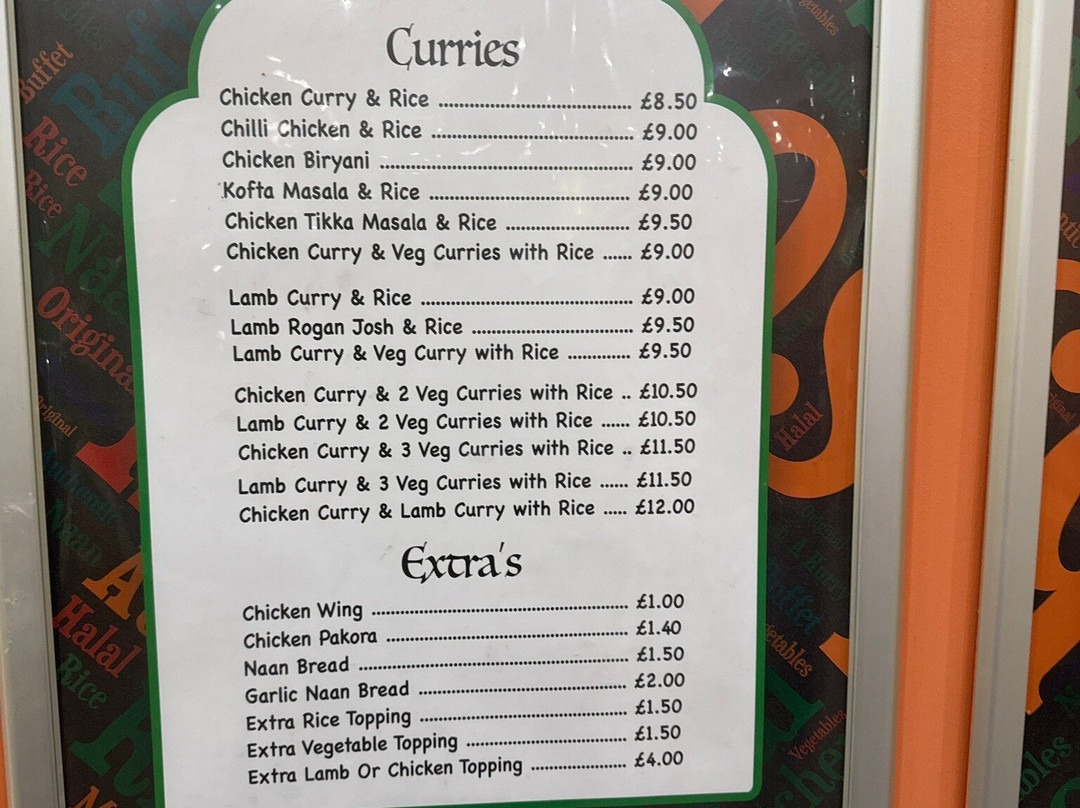 Curries
Chicken Curry & Rice ........................................ £8.50
Chilli Chicken & Rice ......................................... £9.00
Chicken Biryani .................................................... £9.00
Kofta Masala & Rice ......................................... £9.00
Chicken Tikka Masala & Rice ......................... £9.50
Chicken Curry & Veg Curries with Rice ...... £9.00
Lamb Curry & Rice ........................................... £9.00
Lamb Rogan Josh & Rice ................................. £9.50
Lamb Curry & Veg Curry with Rice ............. £9.50
Chicken Curry & 2 Veg Curries with Rice .. £10.50
Lamb Curry & 2 Veg Curries with Rice ...... £10.50
Chicken Curry & 3 Veg Curries with Rice .. £11.50
Lamb Curry & 3 Veg Curries with Rice ...... £11.50
Chicken Curry & Lamb Curry with Rice ..... £12.00
Extra's
Chicken Wing ..................................................... £1.00
Chicken Pakora .................................................. £1.40
Naan Bread ........................................................ £1.50
Garlic Naan Bread ........................................... £2.00
Extra Rice Topping ........................................... £1.50
Extra Vegetable Topping ................................. £1.50
Extra Lamb Or Chicken Topping .................... £4.00
Buffet
Rice
Rice
Original
Naan
Halal
Rice
Halal
Buffet
Vegetables